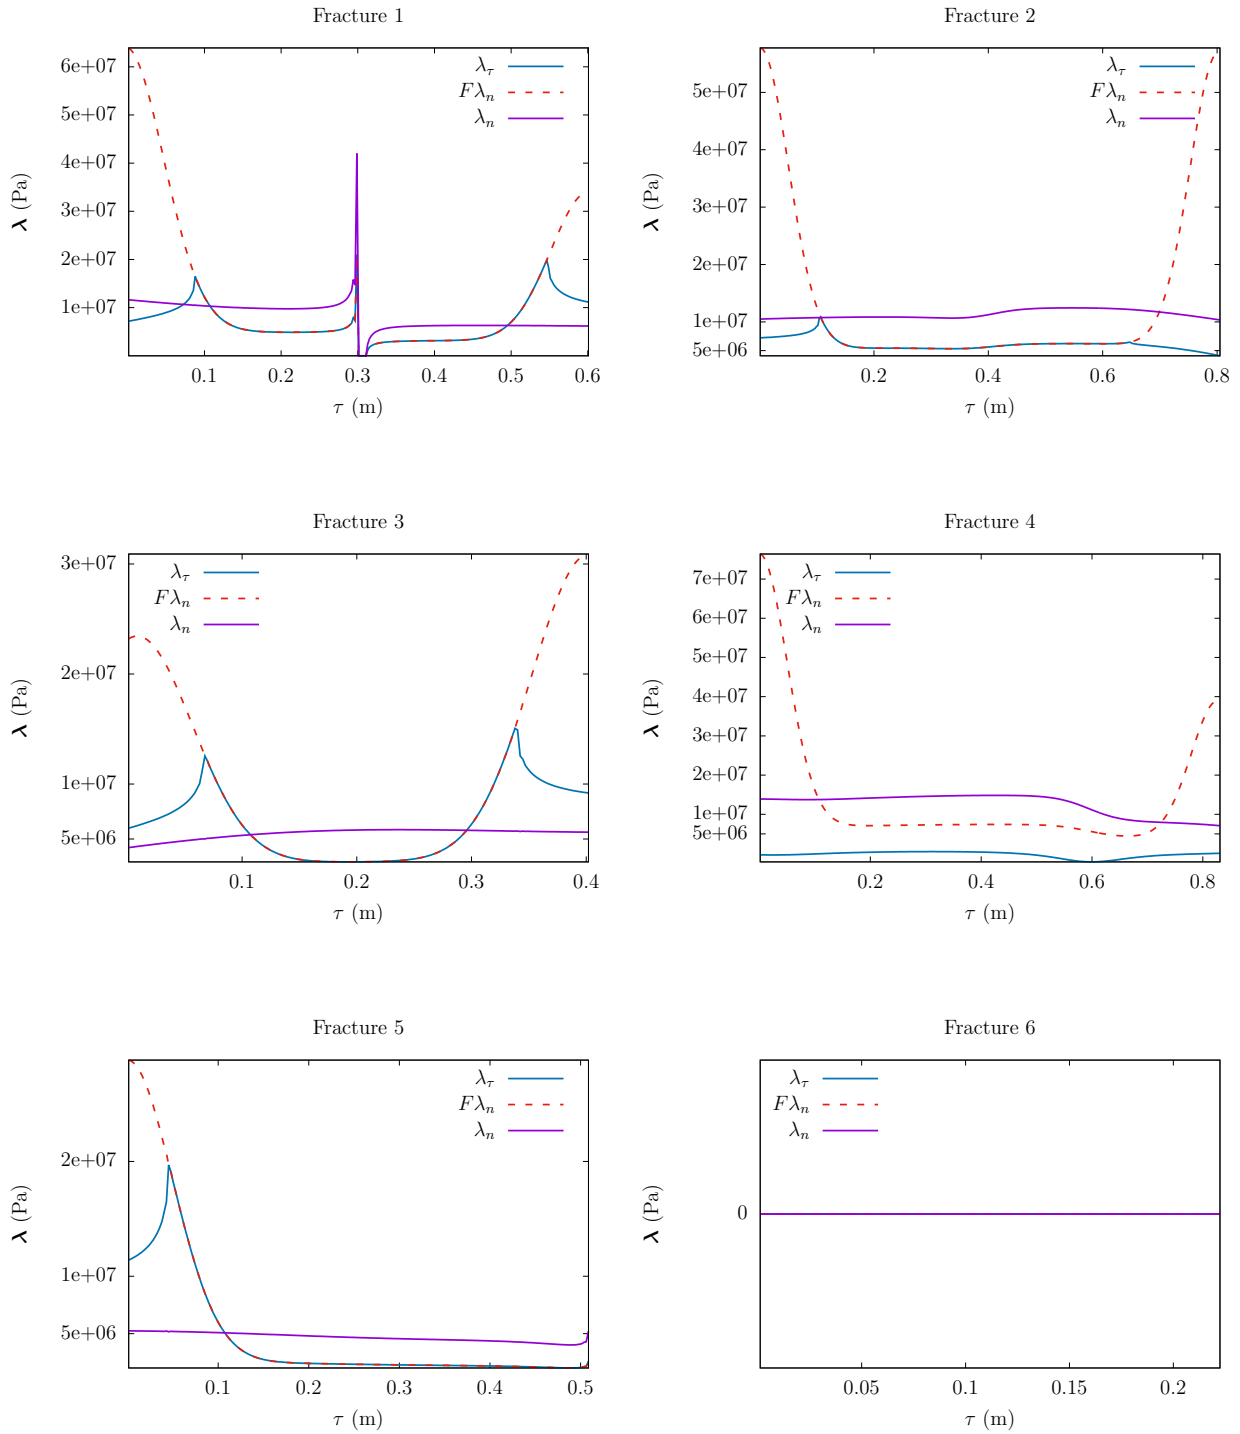 Fracture 1
λτ
Fλn
λn
6e+07
5e+07
4e+07
3e+07
2e+07
1e+07
λ (Pa)
0.1 0.2 0.3 0.4 0.5 0.6
τ (m)
Fracture 2
λτ
Fλn
λn
5e+07
4e+07
3e+07
2e+07
1e+07
5e+06
λ (Pa)
0.2 0.4 0.6 0.8
τ (m)
Fracture 3
λτ
Fλn
λn
3e+07
2e+07
1e+07
5e+06
λ (Pa)
0.1 0.2 0.3 0.4
τ (m)
Fracture 4
λτ
Fλn
λn
7e+07
6e+07
5e+07
4e+07
3e+07
2e+07
1e+07
5e+06
λ (Pa)
0.2 0.4 0.6 0.8
τ (m)
Fracture 5
λτ
Fλn
λn
2e+07
1e+07
5e+06
λ (Pa)
0.1 0.2 0.3 0.4 0.5
τ (m)
Fracture 6
λτ
Fλn
λn
0
λ (Pa)
0.05 0.1 0.15 0.2
τ (m)